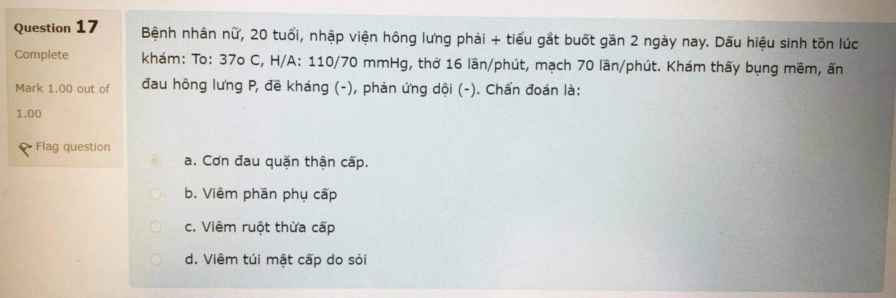 Question 17
Complete
Mark 1.00 out of
1.00
Flag question
Bệnh nhân nữ, 20 tuổi, nhập viện hông lưng phải + tiểu gắt buốt gần 2 ngày nay. Dấu hiệu sinh tồn lúc
khám: To: 37o C, H/A: 110/70 mmHg, thở 16 lần/phút, mạch 70 lần/phút. Khám thấy bụng mềm, ấn
đau hông lưng P, đề kháng (-), phản ứng dội (-). Chẩn đoán là:
a. Cơn đau quặn thận cấp.
b. Viêm phần phụ cấp
c. Viêm ruột thừa cấp
d. Viêm túi mật cấp do sỏi